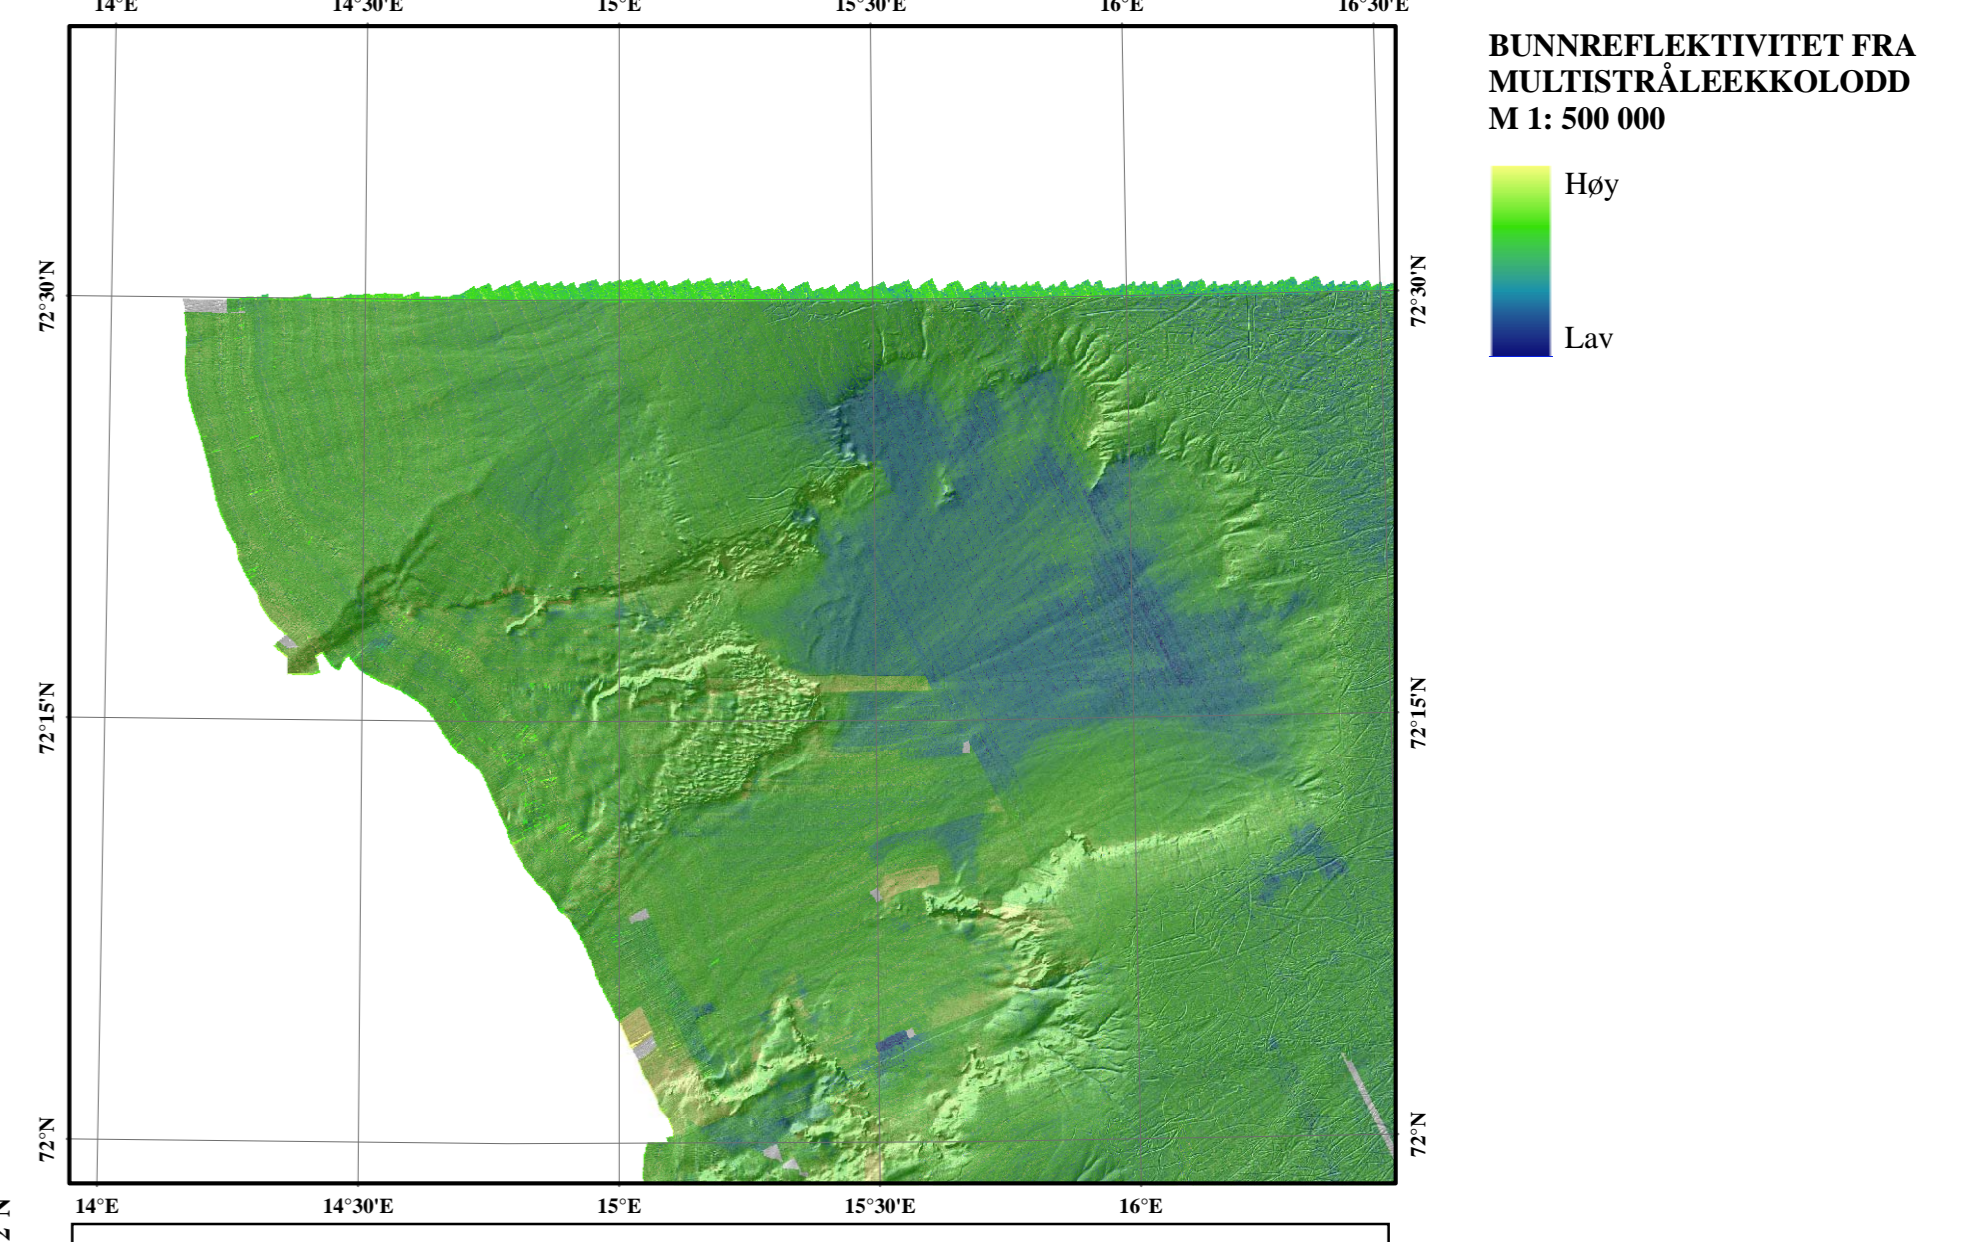 14°E 14°30'E 15°E 15°30'E 16°E 16°30'E
BUNNREFLEKTIVITET FRA
MULTISTRÅLEEKKOLODD
M 1: 500 000
Høy
Lav
72°30'N 72°30'N
72°15'N 72°15'N
72°N 72°N
14°E 14°30'E 15°E 15°30'E 16°E